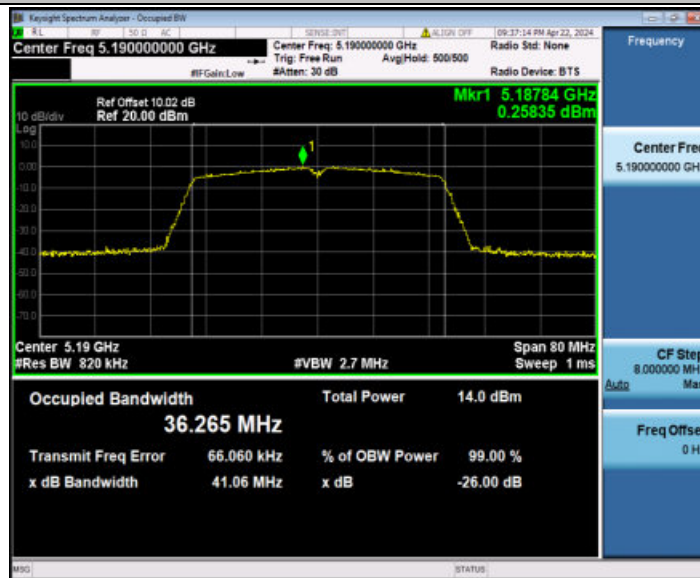 Keysight Spectrum Analyzer - Occupied BW
RL RF 50 Ω AC SENSE:INT ALIGN OFF 09:37:14 PM Apr 22, 2024
Center Freq 5.190000000 GHz
Center Freq: 5.190000000 GHz Radio Std: None
Trig: Free Run Avg|Hold: 500/500
#IFGain:Low #Atten: 30 dB Radio Device: BTS
Frequency
Ref Offset 10.02 dB
10 dB/div Ref 20.00 dBm
Mkr1 5.18784 GHz
0.25835 dBm
Log
10.0
0.00
-10.0
-20.0
-30.0
-40.0
-50.0
-60.0
-70.0
1
Center 5.19 GHz Span 80 MHz
#Res BW 820 kHz #VBW 2.7 MHz Sweep 1 ms
Occupied Bandwidth Total Power 14.0 dBm
36.265 MHz
Transmit Freq Error 66.060 kHz % of OBW Power 99.00 %
x dB Bandwidth 41.06 MHz x dB -26.00 dB
Center Freq
5.190000000 GH
CF Step
8.000000 MH
Auto Ma
Freq Offse
0 H
MSG STATUS